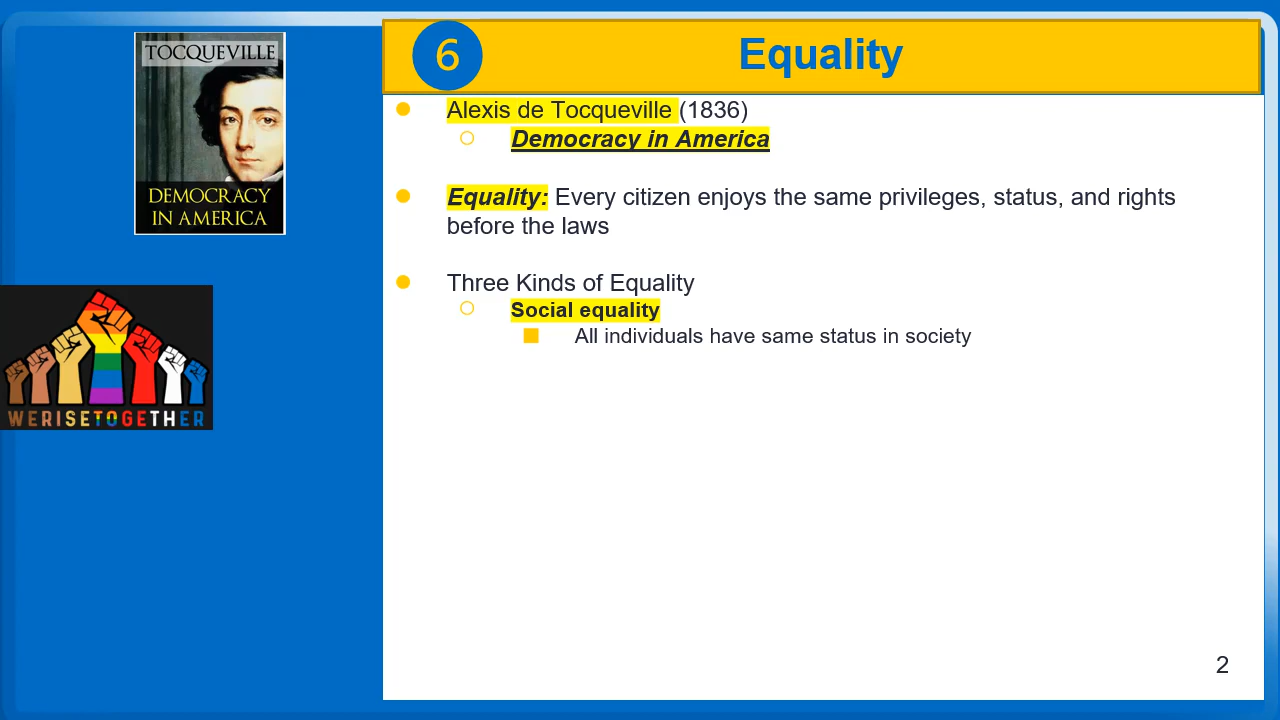 TOCQUEVILLE
DEMOCRACY
IN AMERICA
WERISETOGETHER
6
Equality
Alexis de Tocqueville (1836)
Democracy in America
Equality: Every citizen enjoys the same privileges, status, and rights
before the laws
Three Kinds of Equality
Social equality
All individuals have same status in society
2